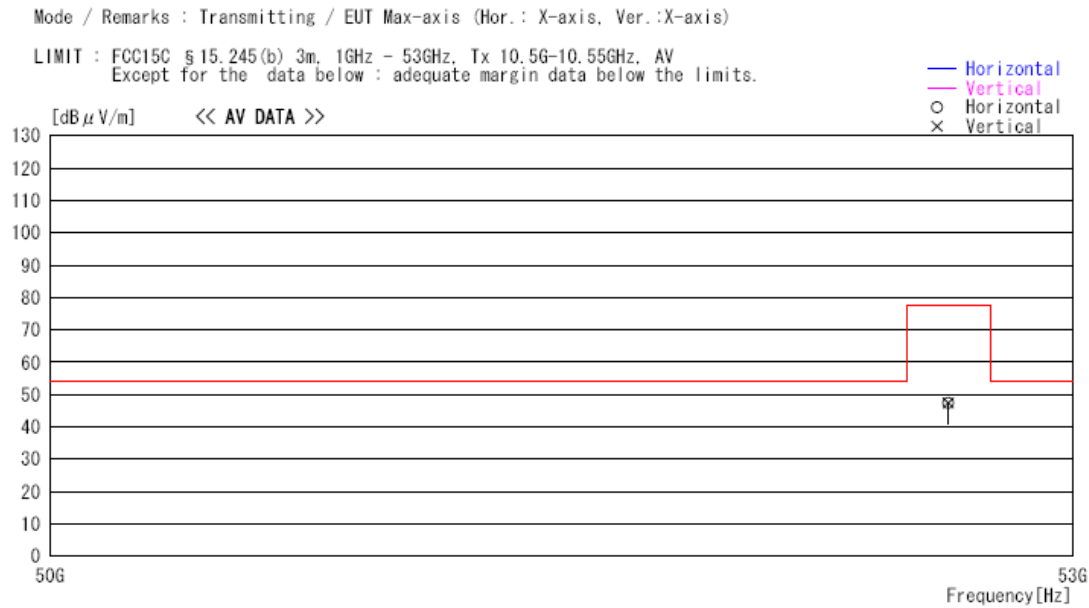 Mode / Remarks : Transmitting / EUT Max-axis (Hor.: X-axis, Ver.:X-axis)
LIMIT : FCC15C §15.245(b) 3m, 1GHz - 53GHz, Tx 10.5G-10.55GHz, AV
Except for the data below : adequate margin data below the limits.
Horizontal
Vertical
Horizontal
Vertical
[dBμV/m] << AV DATA >>
130
120
110
100
90
80
70
60
50
40
30
20
10
0
50G 53G
Frequency[Hz]